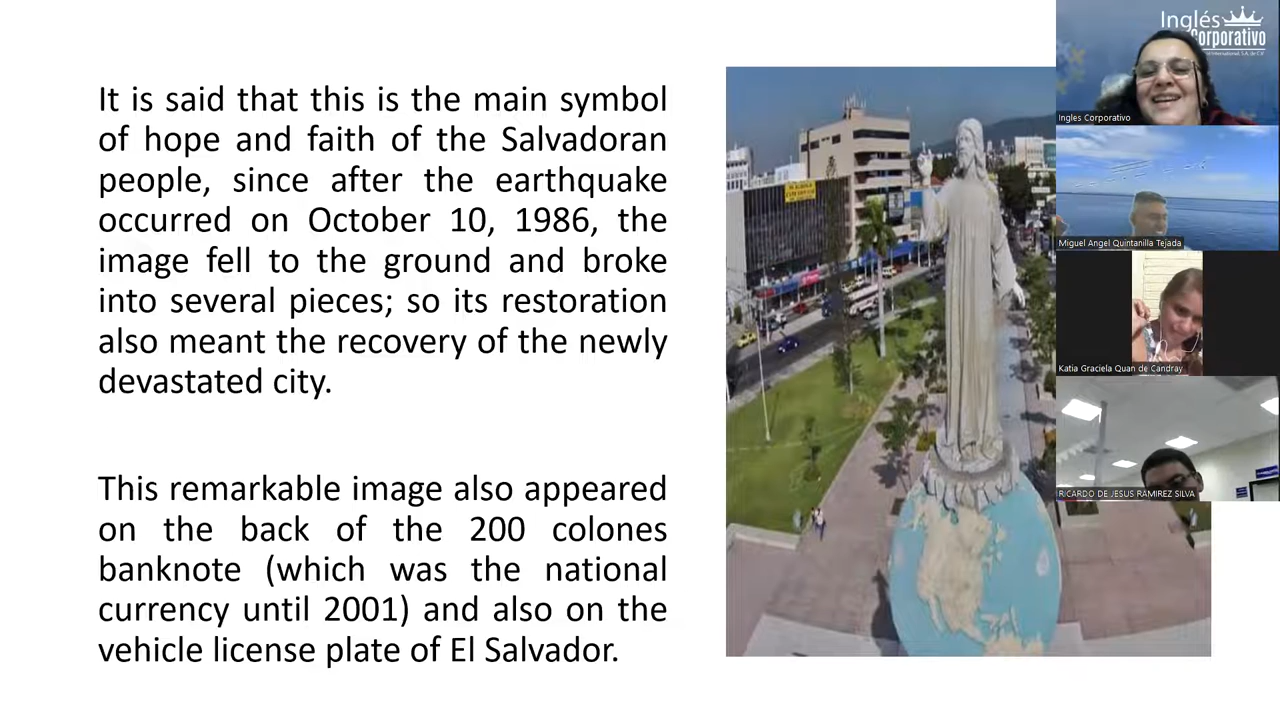 It is said that this is the main symbol
of hope and faith of the Salvadoran
people, since after the earthquake
occurred on October 10, 1986, the
image fell to the ground and broke
into several pieces; so its restoration
also meant the recovery of the newly
devastated city.
This remarkable image also appeared
on the back of the 200 colones
banknote (which was the national
currency until 2001) and also on the
vehicle license plate of El Salvador.
Inglés
Corporativo
Ingles Corporativo
Miguel Angel Quintanilla Tejada
Katia Graciela Quan de Candray
RICARDO DE JESUS RAMIREZ SILVA